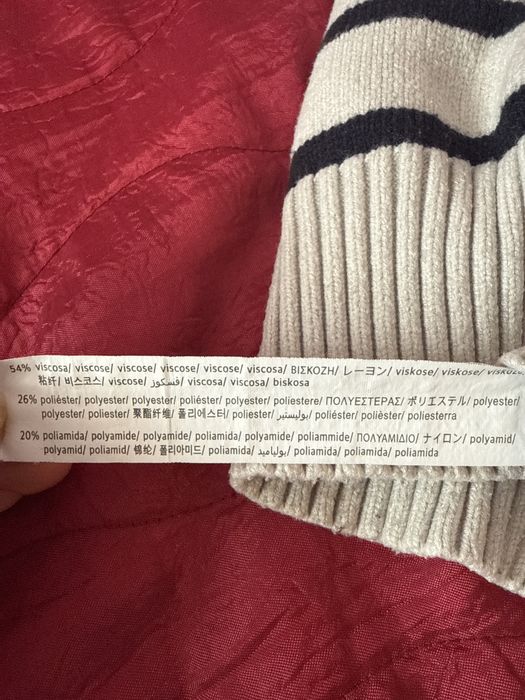 54% viscosa/ viscose/ viscose/ viscose/ viscose/ viscosa/ ΒΙΣΚΟΖΗ/ レーヨン/ viskose/ viskose/
粘纤/ 비스코스/ viscose/ فسكوز/ viscosa/ viscosa/ biskosa
26% poliéster/ polyester/ polyester/ poliéster/ polyester/ poliestere/ ΠΟΛΥΕΣΤΕΡΑΣ/ ポリエステル/ polyester/
polyester/ poliester/ 聚酯纤维/ 폴리에스터/ poliester/ بوليستير/ poliéster/ polièster/ poliesterra
20% poliamida/ polyamide/ polyamide/ poliamida/ polyamide/ poliammide/ ΠΟΛΥΑΜΙΔΙΟ/ ナイロン/ polyamid/
polyamid/ poliamid/ 锦纶/ 폴리아미드/ poliamid/ بولياميد/ poliamida/ poliamida/ poliamida